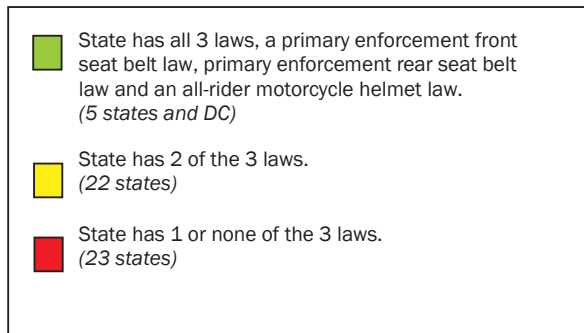 State has all 3 laws, a primary enforcement front
seat belt law, primary enforcement rear seat belt
law and an all-rider motorcycle helmet law.
(5 states and DC)
State has 2 of the 3 laws.
(22 states)
State has 1 or none of the 3 laws.
(23 states)